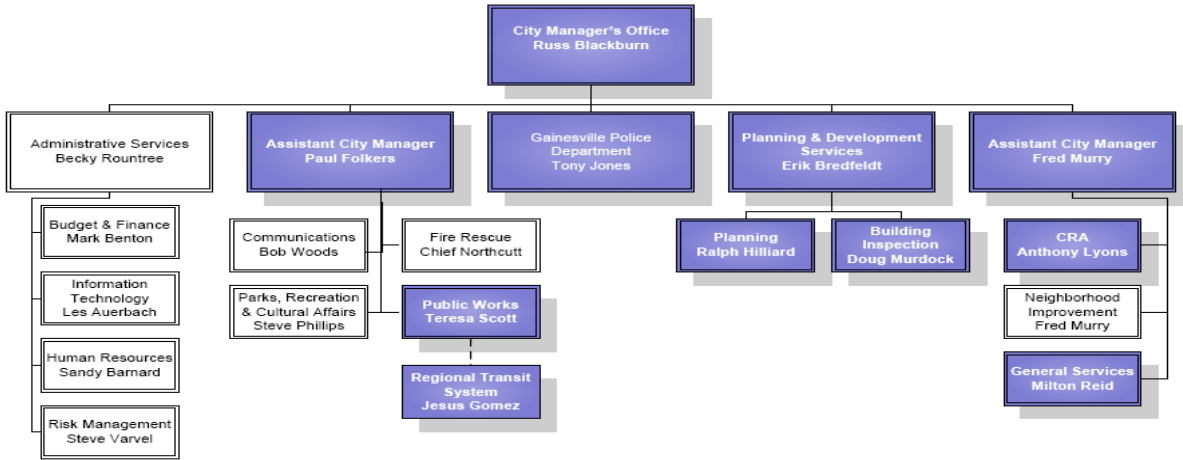 City Manager's Office
Russ Blackburn
Administrative Services
Becky Rountree
Assistant City Manager
Paul Folkers
Gainesville Police
Department
Tony Jones
Planning & Development
Services
Erik Bredfeldt
Assistant City Manager
Fred Murry
Budget & Finance
Mark Benton
Information
Technology
Les Auerbach
Human Resources
Sandy Barnard
Risk Management
Steve Varvel
Communications
Bob Woods
Fire Rescue
Chief Northcutt
Parks, Recreation
& Cultural Affairs
Steve Phillips
Public Works
Teresa Scott
Regional Transit
System
Jesus Gomez
Planning
Ralph Hilliard
Building
Inspection
Doug Murdock
CRA
Anthony Lyons
Neighborhood
Improvement
Fred Murry
General Services
Milton Reid